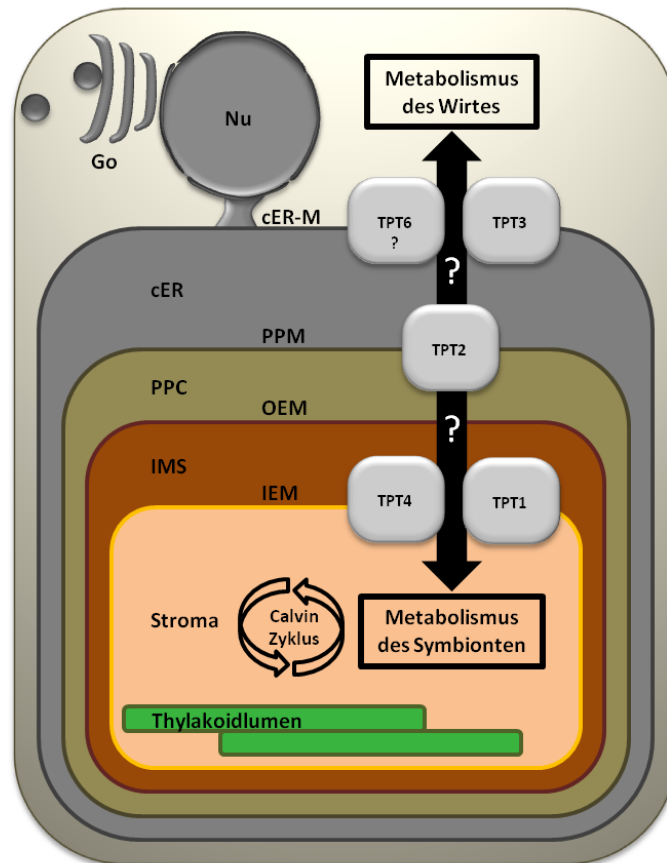 Metabolismus
des Wirtes
Nu
Go
cER-M
TPT6
?
TPT3
?
cER
PPM
TPT2
PPC
OEM
?
IMS
IEM
TPT4
TPT1
Stroma
Calvin
Zyklus
Metabolismus
des Symbionten
Thylakoidlumen